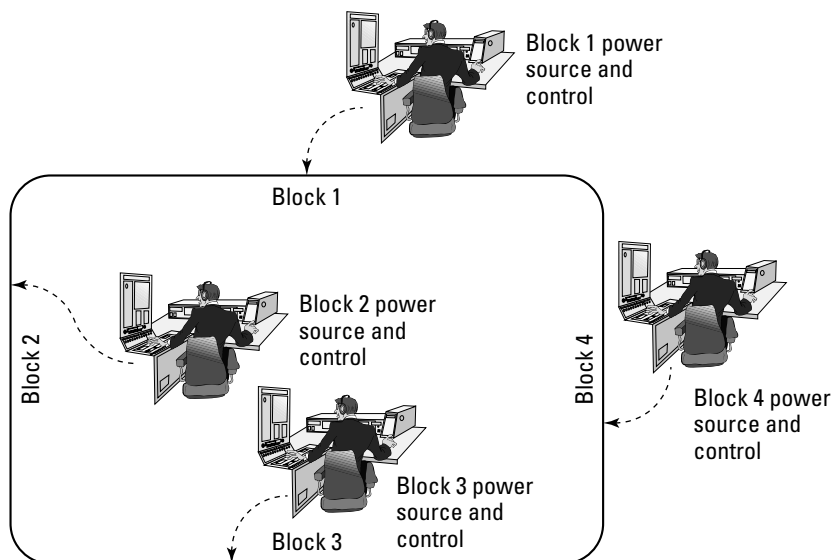 Block 1 power
source and
control
Block 1
Block 2 power
source and
control
Block 2
Block 4
Block 4 power
source and
control
Block 3 power
source and
control
Block 3